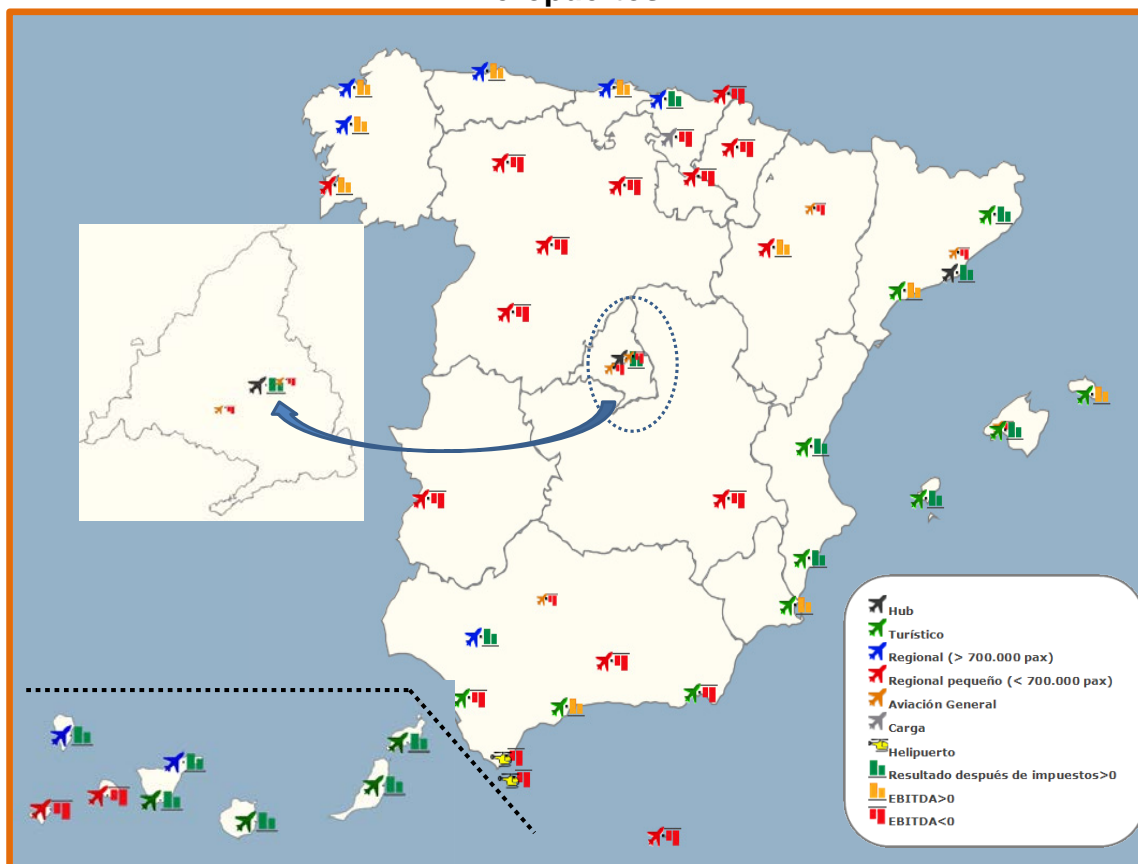 Hub
Turístico
Regional (> 700.000 pax)
Regional pequeño (< 700.000 pax)
Aviación General
Carga
Helipuerto
Resultado después de impuestos>0
EBITDA>0
EBITDA<0